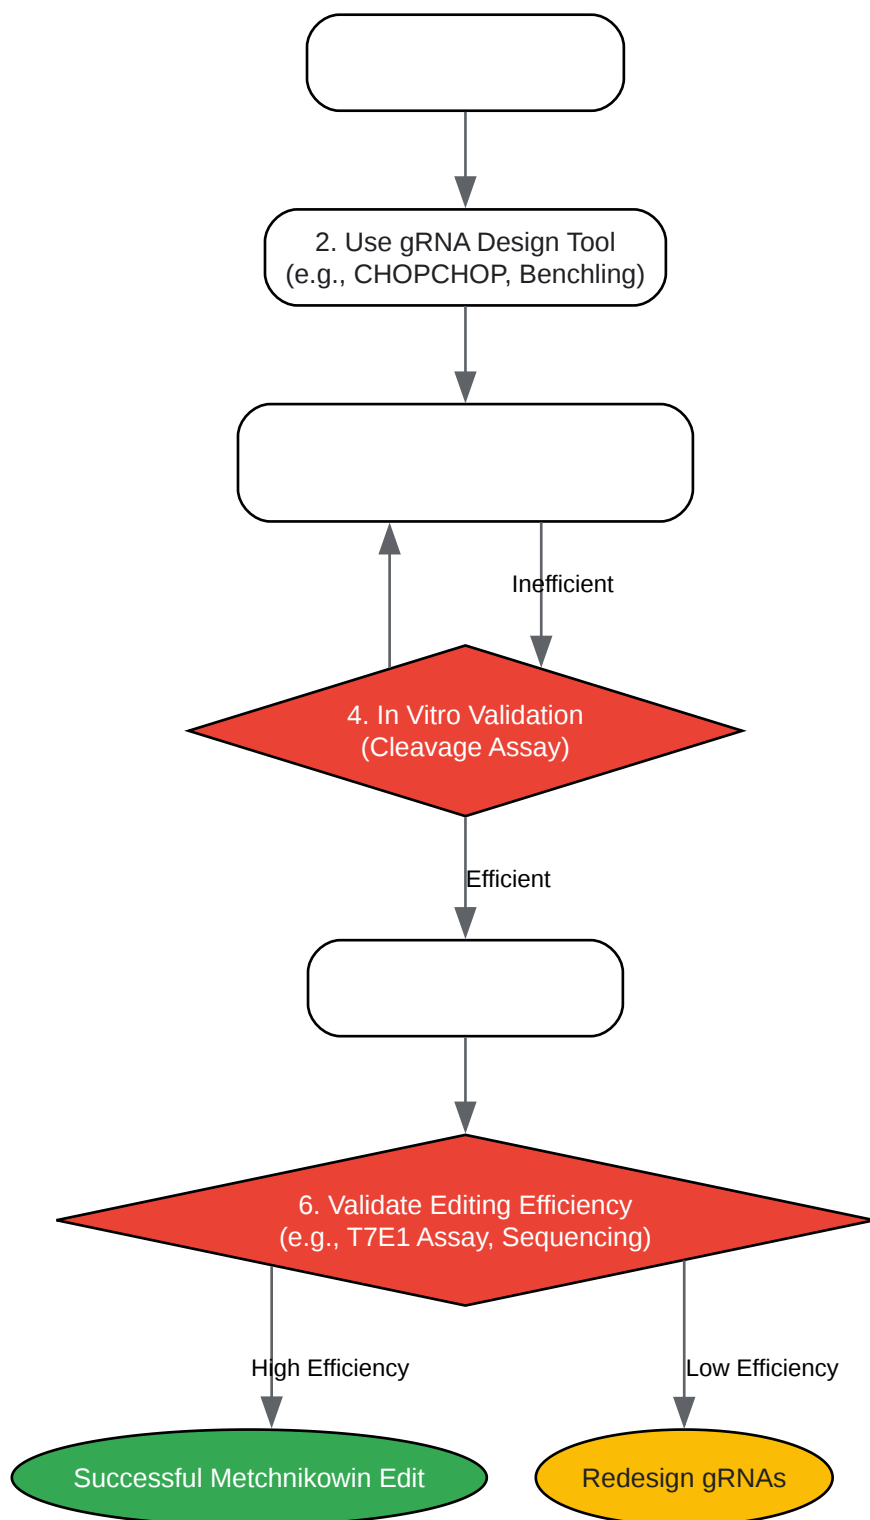 2. Use gRNA Design Tool
(e.g., CHOPCHOP, Benchling)
Inefficient
4. In Vitro Validation
(Cleavage Assay)
Efficient
6. Validate Editing Efficiency
(e.g., T7E1 Assay, Sequencing)
High Efficiency
Low Efficiency
Successful Metchnikowin Edit
Redesign gRNAs